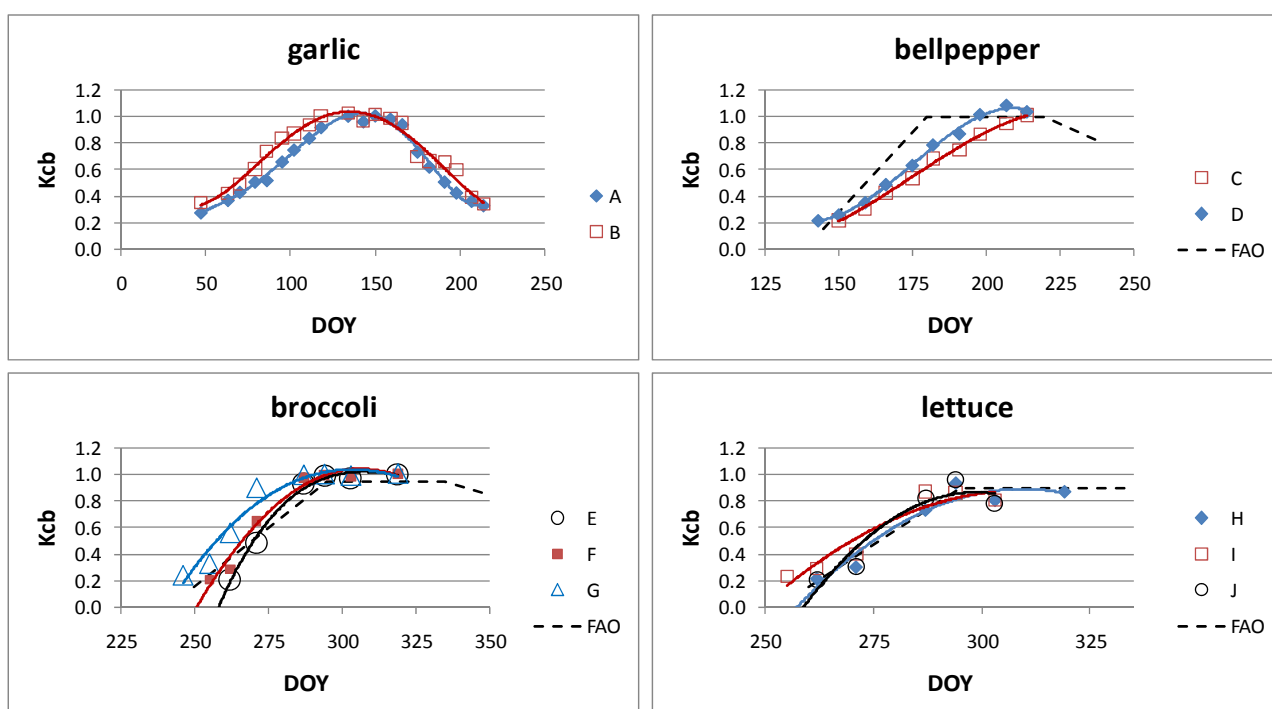 garlic
1.2
1.0
0.8
0.6
0.4
0.2
0.0
Kcb
0 50 100 150 200 250
DOY
A
B
bellpepper
1.2
1.0
0.8
0.6
0.4
0.2
0.0
Kcb
125 150 175 200 225 250
DOY
C
D
FAO
broccoli
1.2
1.0
0.8
0.6
0.4
0.2
0.0
Kcb
225 250 275 300 325 350
DOY
E
F
G
FAO
lettuce
1.2
1.0
0.8
0.6
0.4
0.2
0.0
Kcb
250 275 300 325
DOY
H
I
J
FAO